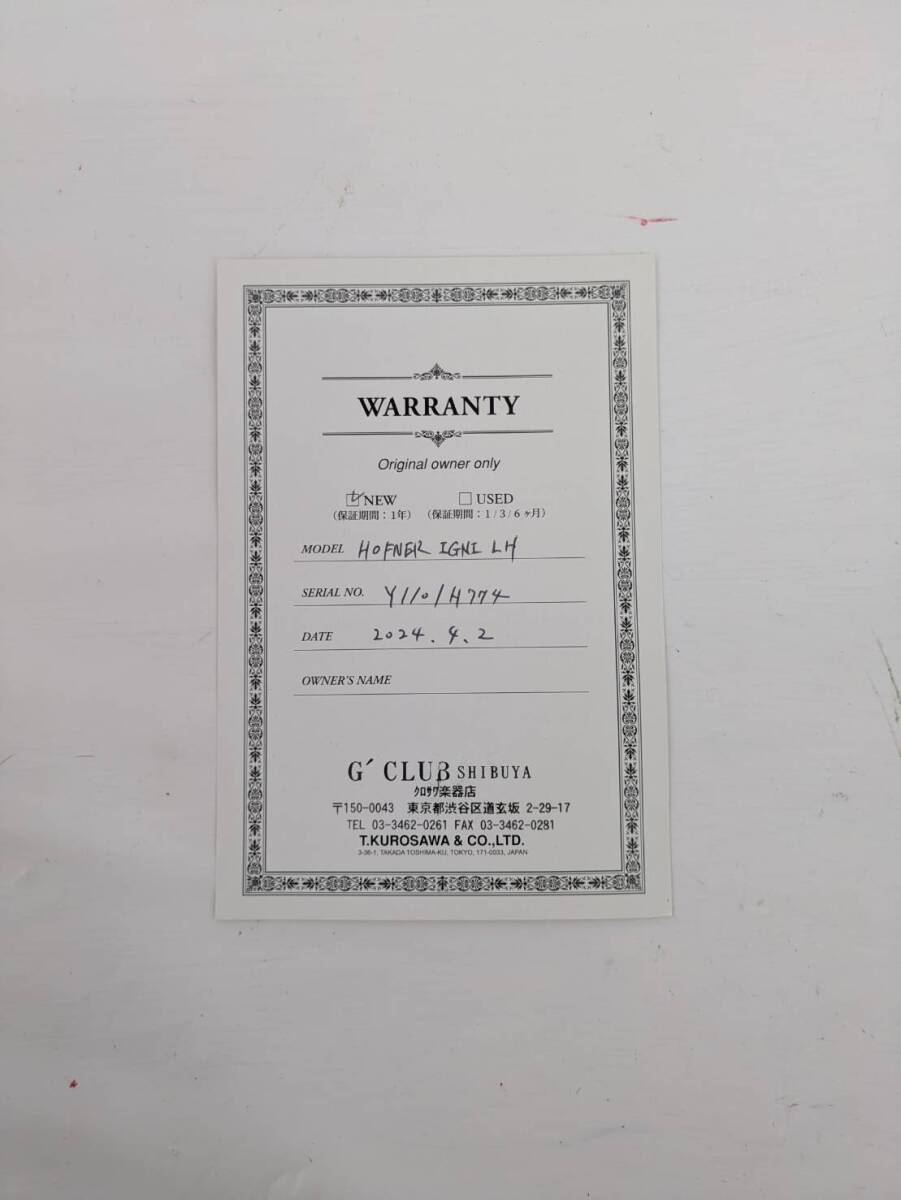 WARRANTY
Original owner only
NEW USED
(保証期間：1年) (保証期間：1/3/6ヶ月)
MODEL HOFNER IGNI LH
SERIAL NO. Y1101H774
DATE 2024.4.2
OWNER'S NAME
G' CLUB SHIBUYA
ｸﾛｻﾜ楽器店
〒150-0043 東京都渋谷区道玄坂 2-29-17
TEL 03-3462-0261 FAX 03-3462-0281
T.KUROSAWA & CO.,LTD.
3-36-1, TAKADA TOSHIMA-KU, TOKYO, 171-0033, JAPAN